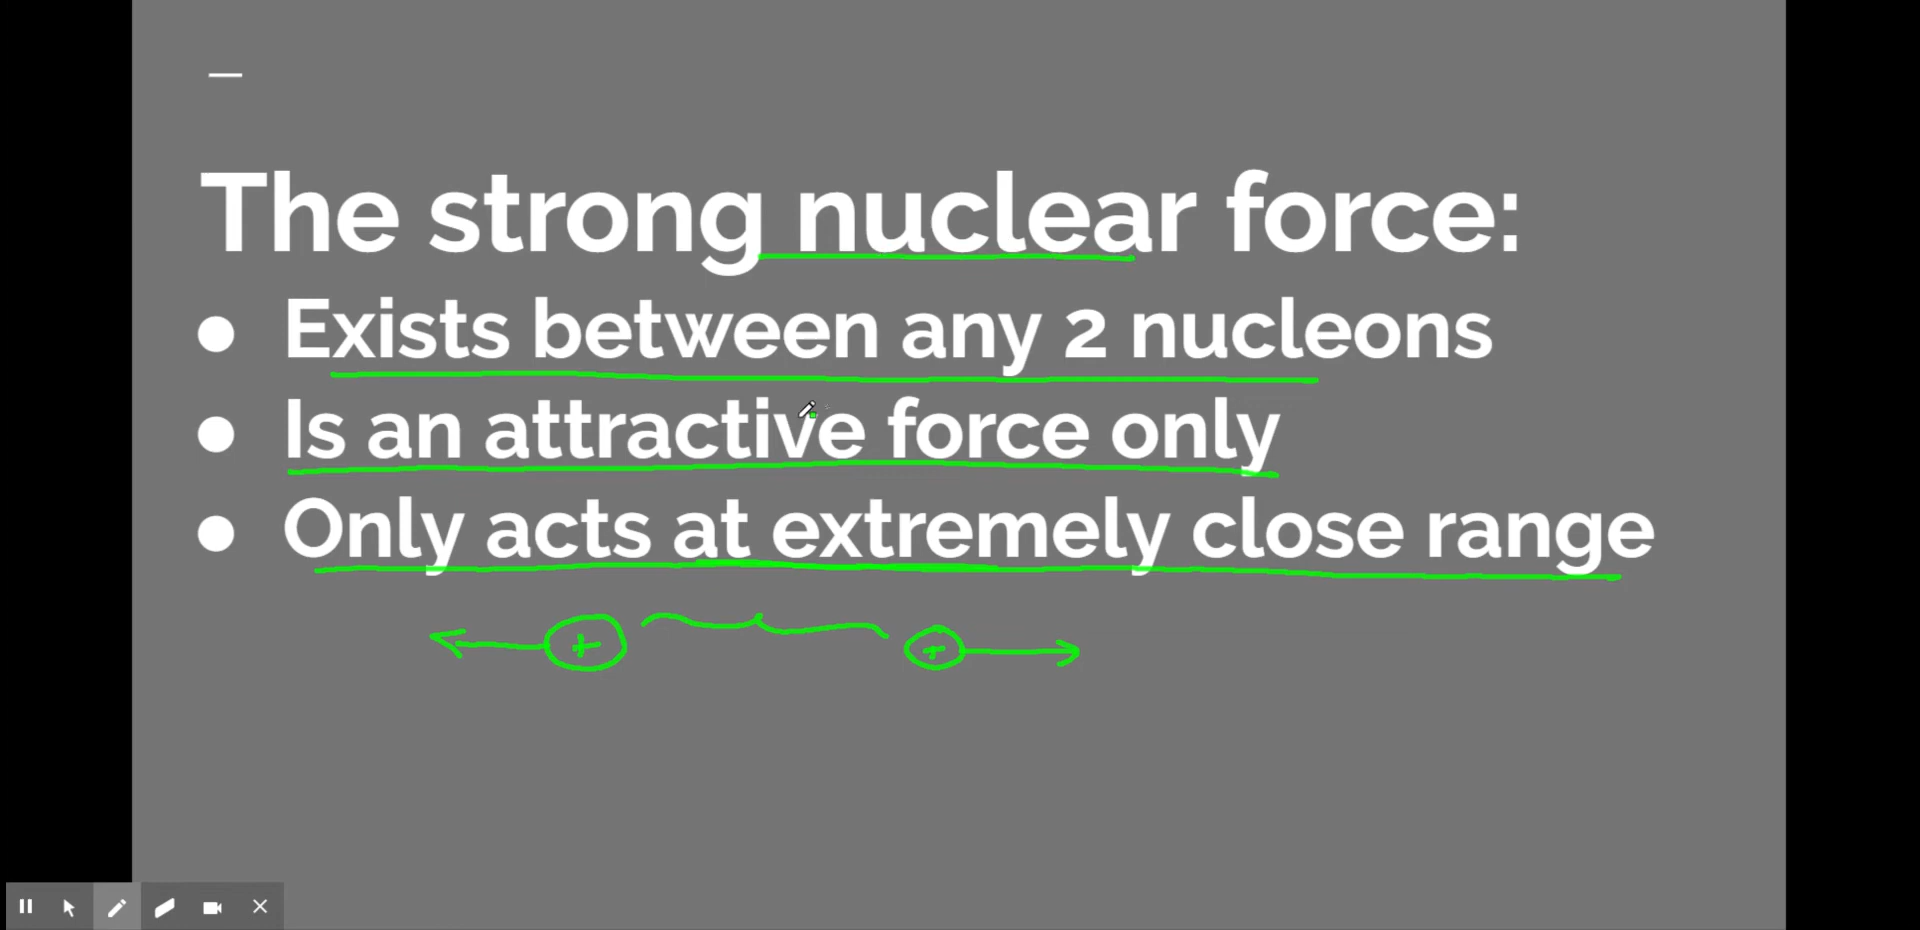 The strong nuclear force:
● Exists between any 2 nucleons
● Is an attractive force only
● Only acts at extremely close range
+ +